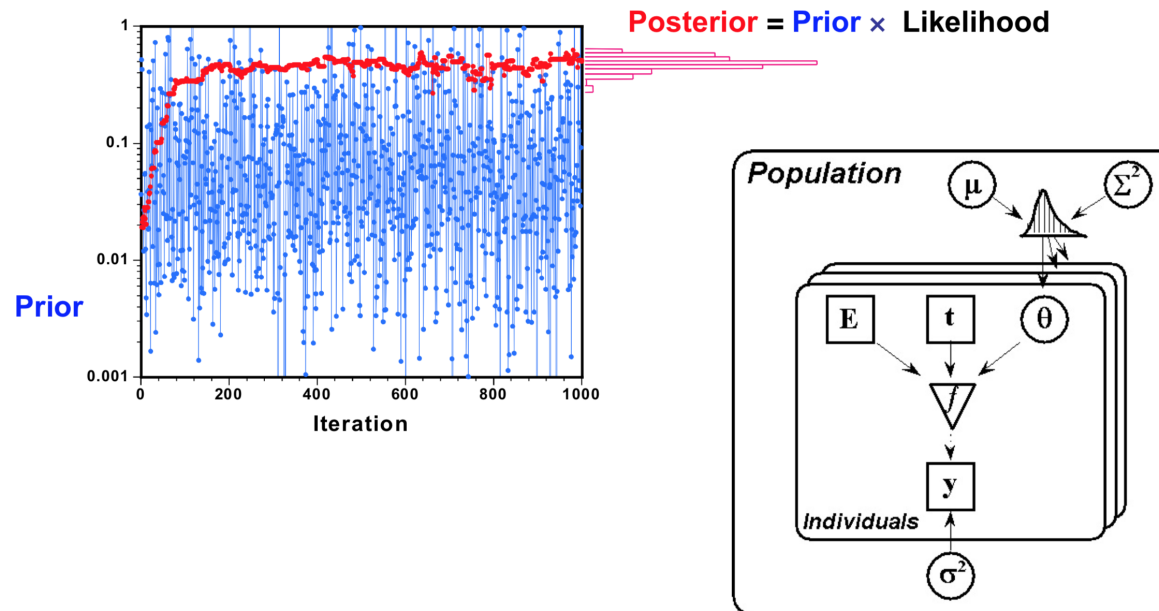 Posterior = Prior × Likelihood
1
0.1
0.01
0.001
Prior
0 200 400 600 800 1000
Iteration
Population
μ Σ²
E t θ
f
y
Individuals
σ²